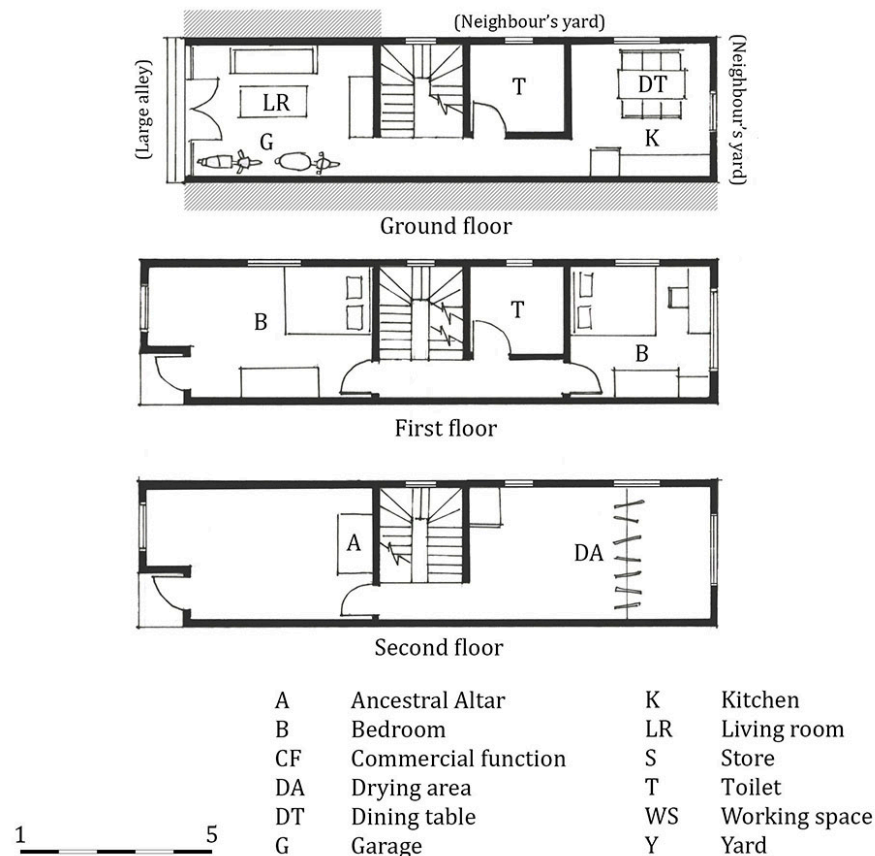 (Neighbour's yard)
(Large alley)
LR
G
T
DT
K
(Neighbour's yard)
Ground floor
B
T
B
First floor
A
DA
Second floor
A Ancestral Altar
B Bedroom
CF Commercial function
DA Drying area
DT Dining table
G Garage
K Kitchen
LR Living room
S Store
T Toilet
WS Working space
Y Yard
1 5